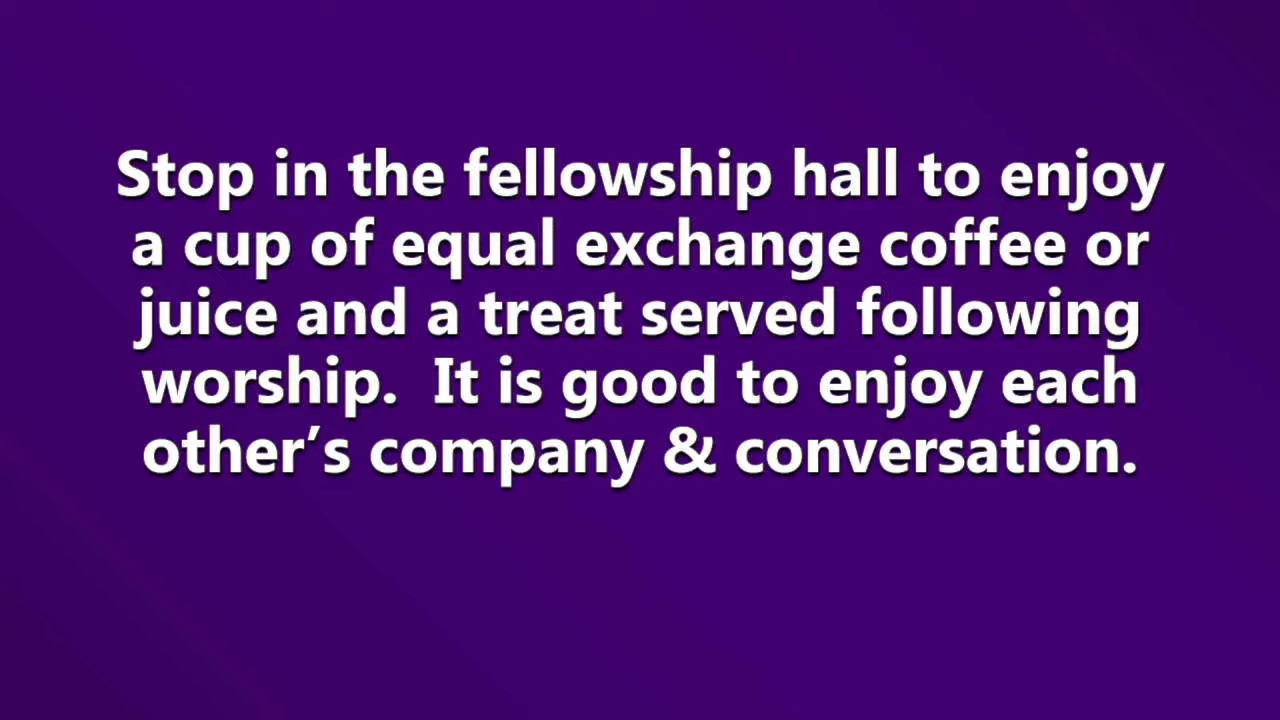 Stop in the fellowship hall to enjoy
a cup of equal exchange coffee or
juice and a treat served following
worship.  It is good to enjoy each
other’s company & conversation.